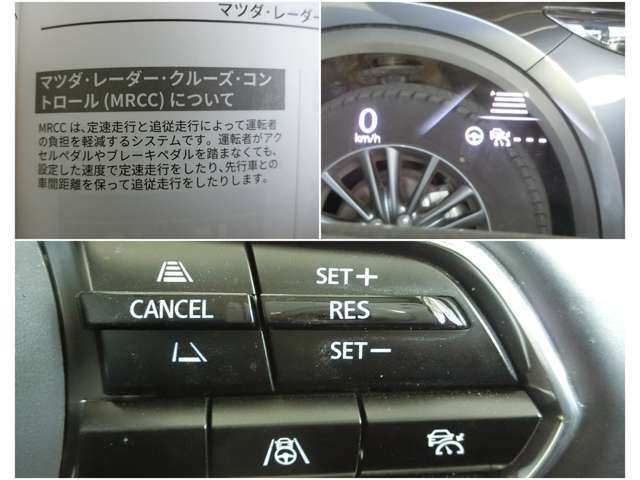 マツダ・レーダー
マツダ・レーダー・クルーズ・コン
トロール (MRCC) について
MRCC は、定速走行と追従走行によって運転者
の負担を軽減するシステムです。運転者がアク
セルペダルやブレーキペダルを踏まなくても、
設定した速度で定速走行をしたり、先行車との
車間距離を保って追従走行をしたりします。
0
km/h
---
SET+
CANCEL
RES
SET-